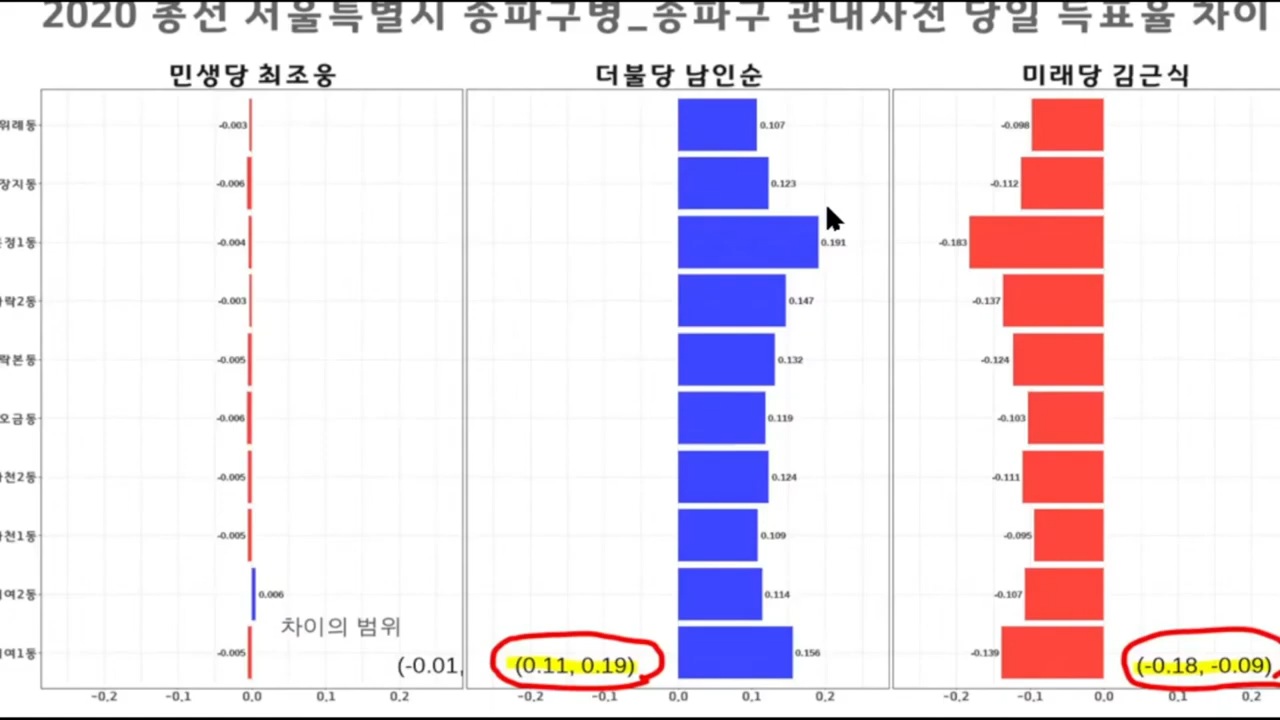 2020 총선 서울특별시 송파구병_송파구 관내사전 당일 득표율 차이
민생당 최조웅
더불당 남인순
미래당 김근식
위례동
-0.003
0.107
-0.098
장지동
-0.006
0.123
-0.112
정1동
-0.004
0.191
-0.183
락2동
-0.003
0.147
-0.137
락본동
-0.005
0.132
-0.124
오금동
-0.006
0.119
-0.103
천2동
-0.005
0.124
-0.111
천1동
-0.005
0.109
-0.095
여2동
0.006
0.114
-0.107
차이의 범위
여1동
-0.005
0.156
-0.139
(-0.01,
(0.11, 0.19)
(-0.18, -0.09)
-0.2 -0.1 0.0 0.1 0.2
-0.2 -0.1 0.0 0.1 0.2
-0.2 -0.1 0.0 0.1 0.2